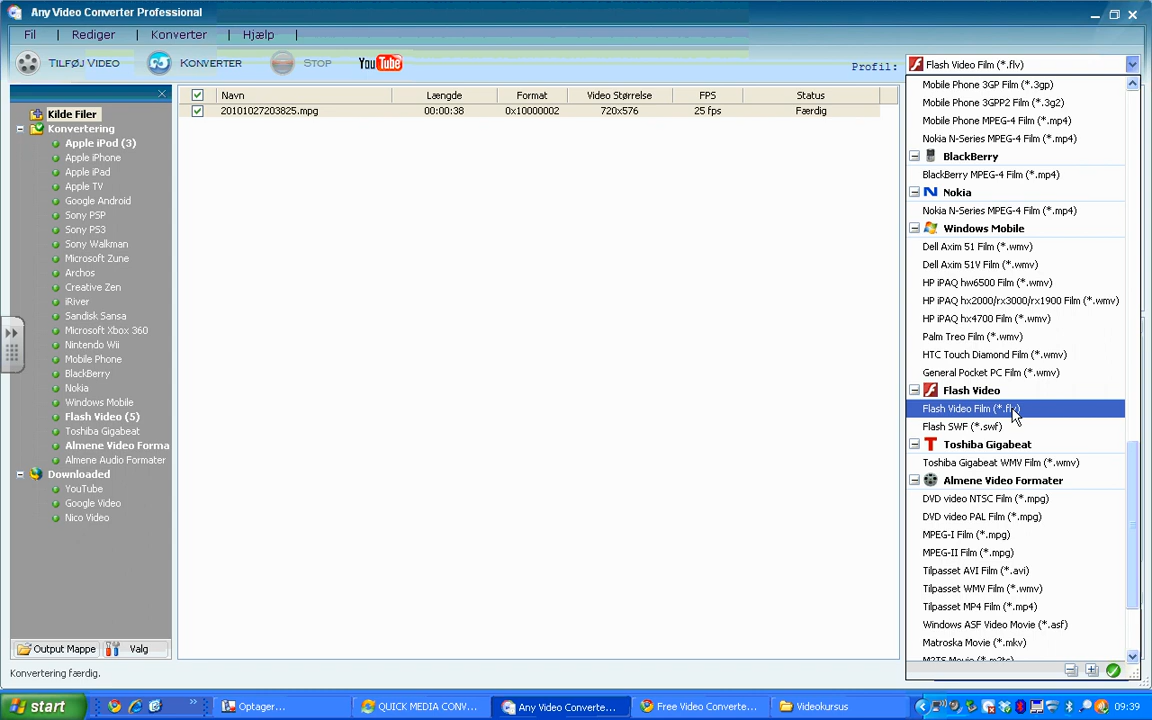 Any Video Converter Professional
Fil | Rediger | Konverter | Hjælp |
TILFØJ VIDEO KONVERTER STOP YouTube Profil: Flash Video Film (*.flv)
Kilde Filer
Konvertering
Apple iPod (3)
Apple iPhone
Apple iPad
Apple TV
Google Android
Sony PSP
Sony PS3
Sony Walkman
Microsoft Zune
Archos
Creative Zen
iRiver
Sandisk Sansa
Microsoft Xbox 360
Nintendo Wii
Mobile Phone
BlackBerry
Nokia
Windows Mobile
Flash Video (5)
Toshiba Gigabeat
Almene Video Forma
Almene Audio Formater
Downloaded
YouTube
Google Video
Nico Video
Output Mappe Valg
Navn Længde Format Video Størrelse FPS Status
20101027203825.mpg 00:00:38 0x10000002 720x576 25 fps Færdig
Mobile Phone 3GP Film (*.3gp)
Mobile Phone 3GPP2 Film (*.3g2)
Mobile Phone MPEG-4 Film (*.mp4)
Nokia N-Series MPEG-4 Film (*.mp4)
BlackBerry
BlackBerry MPEG-4 Film (*.mp4)
Nokia
Nokia N-Series MPEG-4 Film (*.mp4)
Windows Mobile
Dell Axim 51 Film (*.wmv)
Dell Axim 51V Film (*.wmv)
HP iPAQ hw6500 Film (*.wmv)
HP iPAQ hx2000/rx3000/rx1900 Film (*.wmv)
HP iPAQ hx4700 Film (*.wmv)
Palm Treo Film (*.wmv)
HTC Touch Diamond Film (*.wmv)
General Pocket PC Film (*.wmv)
Flash Video
Flash Video Film (*.flv)
Flash SWF (*.swf)
Toshiba Gigabeat
Toshiba Gigabeat WMV Film (*.wmv)
Almene Video Formater
DVD video NTSC Film (*.mpg)
DVD video PAL Film (*.mpg)
MPEG-I Film (*.mpg)
MPEG-II Film (*.mpg)
Tilpasset AVI Film (*.avi)
Tilpasset WMV Film (*.wmv)
Tilpasset MP4 Film (*.mp4)
Windows ASF Video Movie (*.asf)
Matroska Movie (*.mkv)
M2TS Movie (*.m2ts)
Konvertering færdig.
start Optager... QUICK MEDIA CONV... Any Video Converte... Free Video Converte... Videokursus 09:39